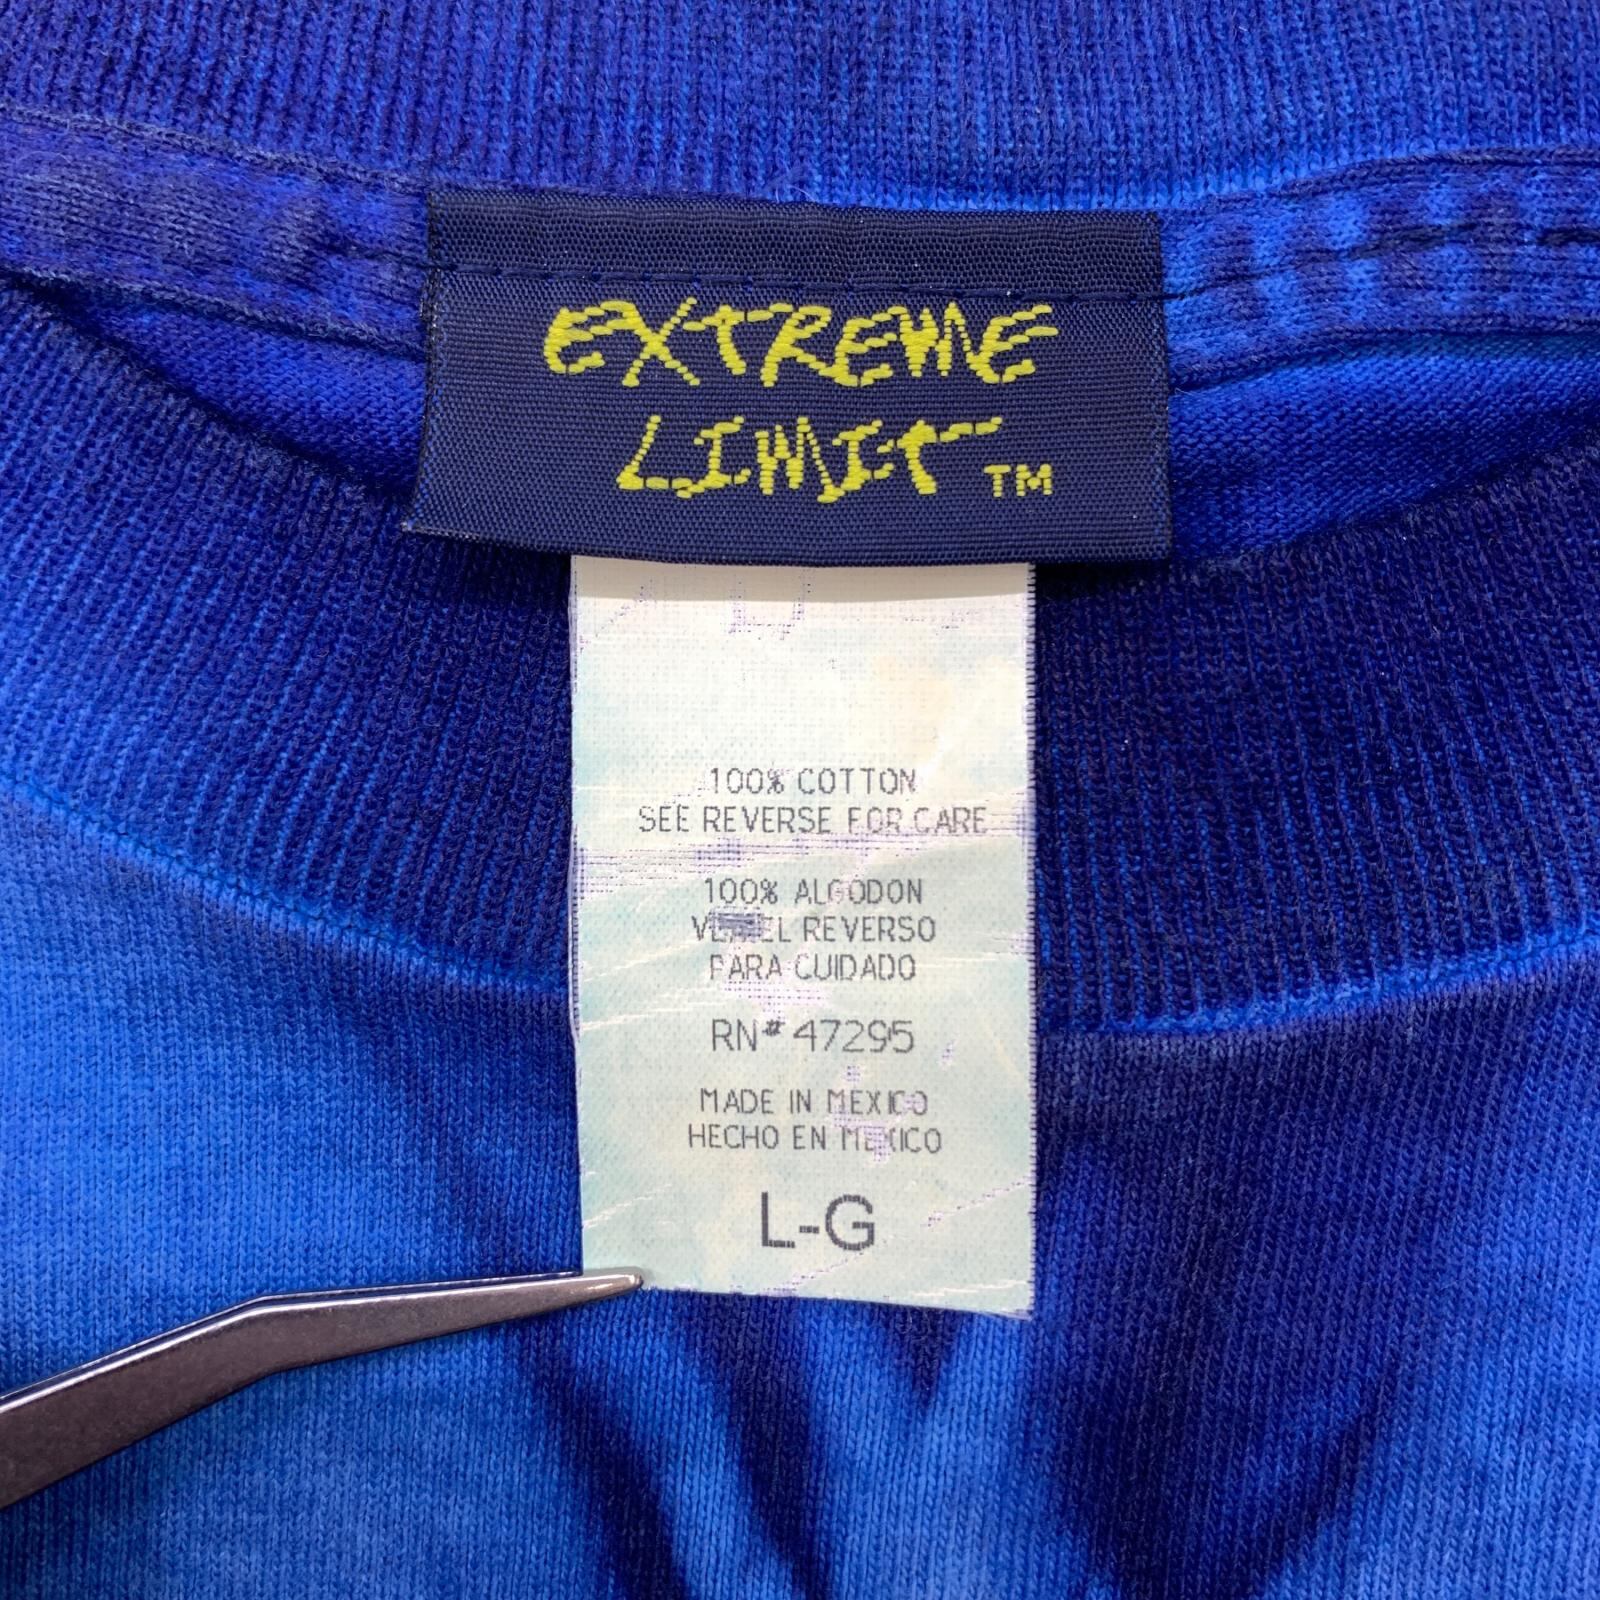 EXTREME
LIMIT TM
100% COTTON
SEE REVERSE FOR CARE
100% ALGODON
EL REVERSO
PARA CUIDADO
RN# 47295
MADE IN MEXICO
HECHO EN MEXICO
L-G